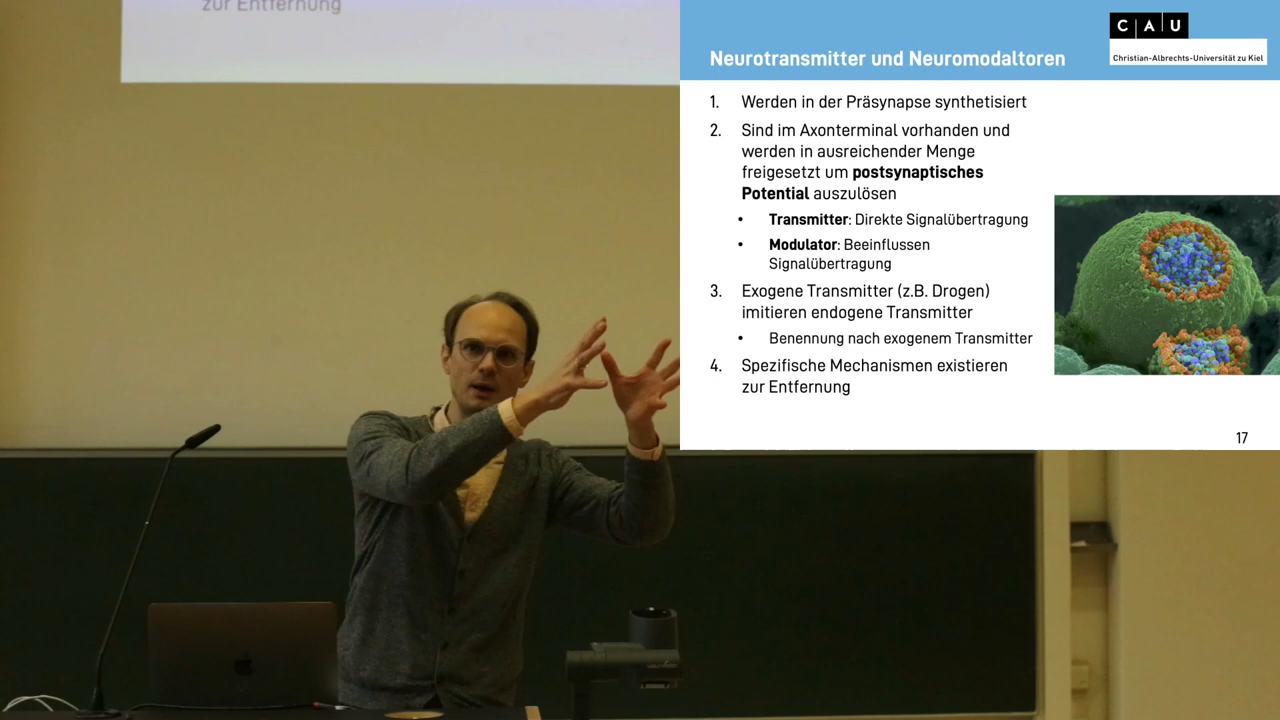 zur Entfernung
Neurotransmitter und Neuromodaltoren
C A U
Christian-Albrechts-Universität zu Kiel
1. Werden in der Präsynapse synthetisiert
2. Sind im Axonterminal vorhanden und
werden in ausreichender Menge
freigesetzt um postsynaptisches
Potential auszulösen
• Transmitter: Direkte Signalübertragung
• Modulator: Beeinflussen
Signalübertragung
3. Exogene Transmitter (z.B. Drogen)
imitieren endogene Transmitter
• Benennung nach exogenem Transmitter
4. Spezifische Mechanismen existieren
zur Entfernung
17